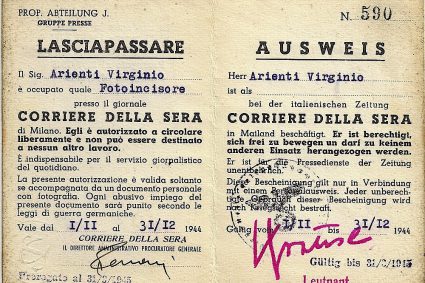 PROP. ABTEILUNG J.
GRUPPE PRESSE
LASCIAPASSARE
Il Sig. Arienti Virginio
è occupato quale Fotoincisore
presso il giornale
CORRIERE DELLA SERA
di Milano. Egli è autorizzato a circolare
liberamente e non può essere destinato
a nessun altro lavoro.
È indispensabile per il servizio giornalistico
del quotidiano.
La presente autorizzazione è valida soltanto
se accompagnata da un documento personale
con fotografia. Ogni abusivo impiego del
presente documento sarà punito secondo le
leggi di guerra germaniche.
Vale dal I/II al 31/12 1944
CORRIERE DELLA SERA
IL DIRETTORE AMMINISTRATIVO PROCURATORE GENERALE
Prorogato al 31/3/1945
N. 590
AUSWEIS
Herr Arienti Virginio
ist als
bei der italienischen Zeitung
CORRIERE DELLA SERA
in Mailand beschäftigt. Er ist berechtigt,
sich frei zu bewegen und darf zu keinem
anderen Einsatz herangezogen werden.
Er ist für die Pressedienste der Zeitung
unentbehrlich.
Diese Bescheinigung gilt nur in Verbindung
mit einem Jeder unberech-
tigte Gebrauch dieser Bescheinigung wird
nach Kriegsrecht bestraft.
Gültig vom I/II 31/12 1944
Gültig bis 31/3/1945
Leutnant